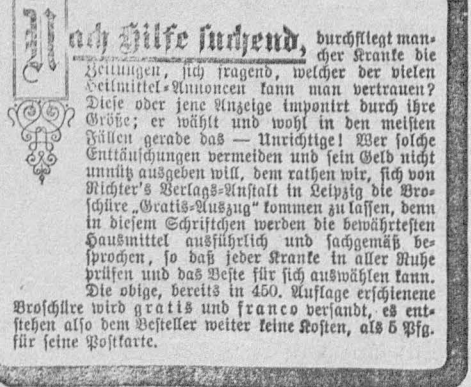 Nach Hilfe suchend, durchfliegt man-
cher Kranke die
Zeitungen, sich fragend, welcher der vielen
Heilmittel-Annoncen kann man vertrauen?
Diese oder jene Anzeige imponirt durch ihre
Größe; er wählt und wohl in den meisten
Fällen gerade das — Unrichtige! Wer solche
Enttäuschungen vermeiden und sein Geld nicht
unnütz ausgeben will, dem rathen wir, sich von
Richter's Verlags-Anstalt in Leipzig die Bro-
schüre „Gratis-Auszug“ kommen zu lassen, denn
in diesem Schriftchen werden die bewährtesten
Hausmittel ausführlich und sachgemäß be-
sprochen, so daß jeder Kranke in aller Ruhe
prüfen und das Beste für sich auswählen kann.
Die obige, bereits in 450. Auflage erschienene
Broschüre wird gratis und franco versandt, es ent-
stehen also dem Besteller weiter keine Kosten, als 5 Pfg.
für seine Postkarte.